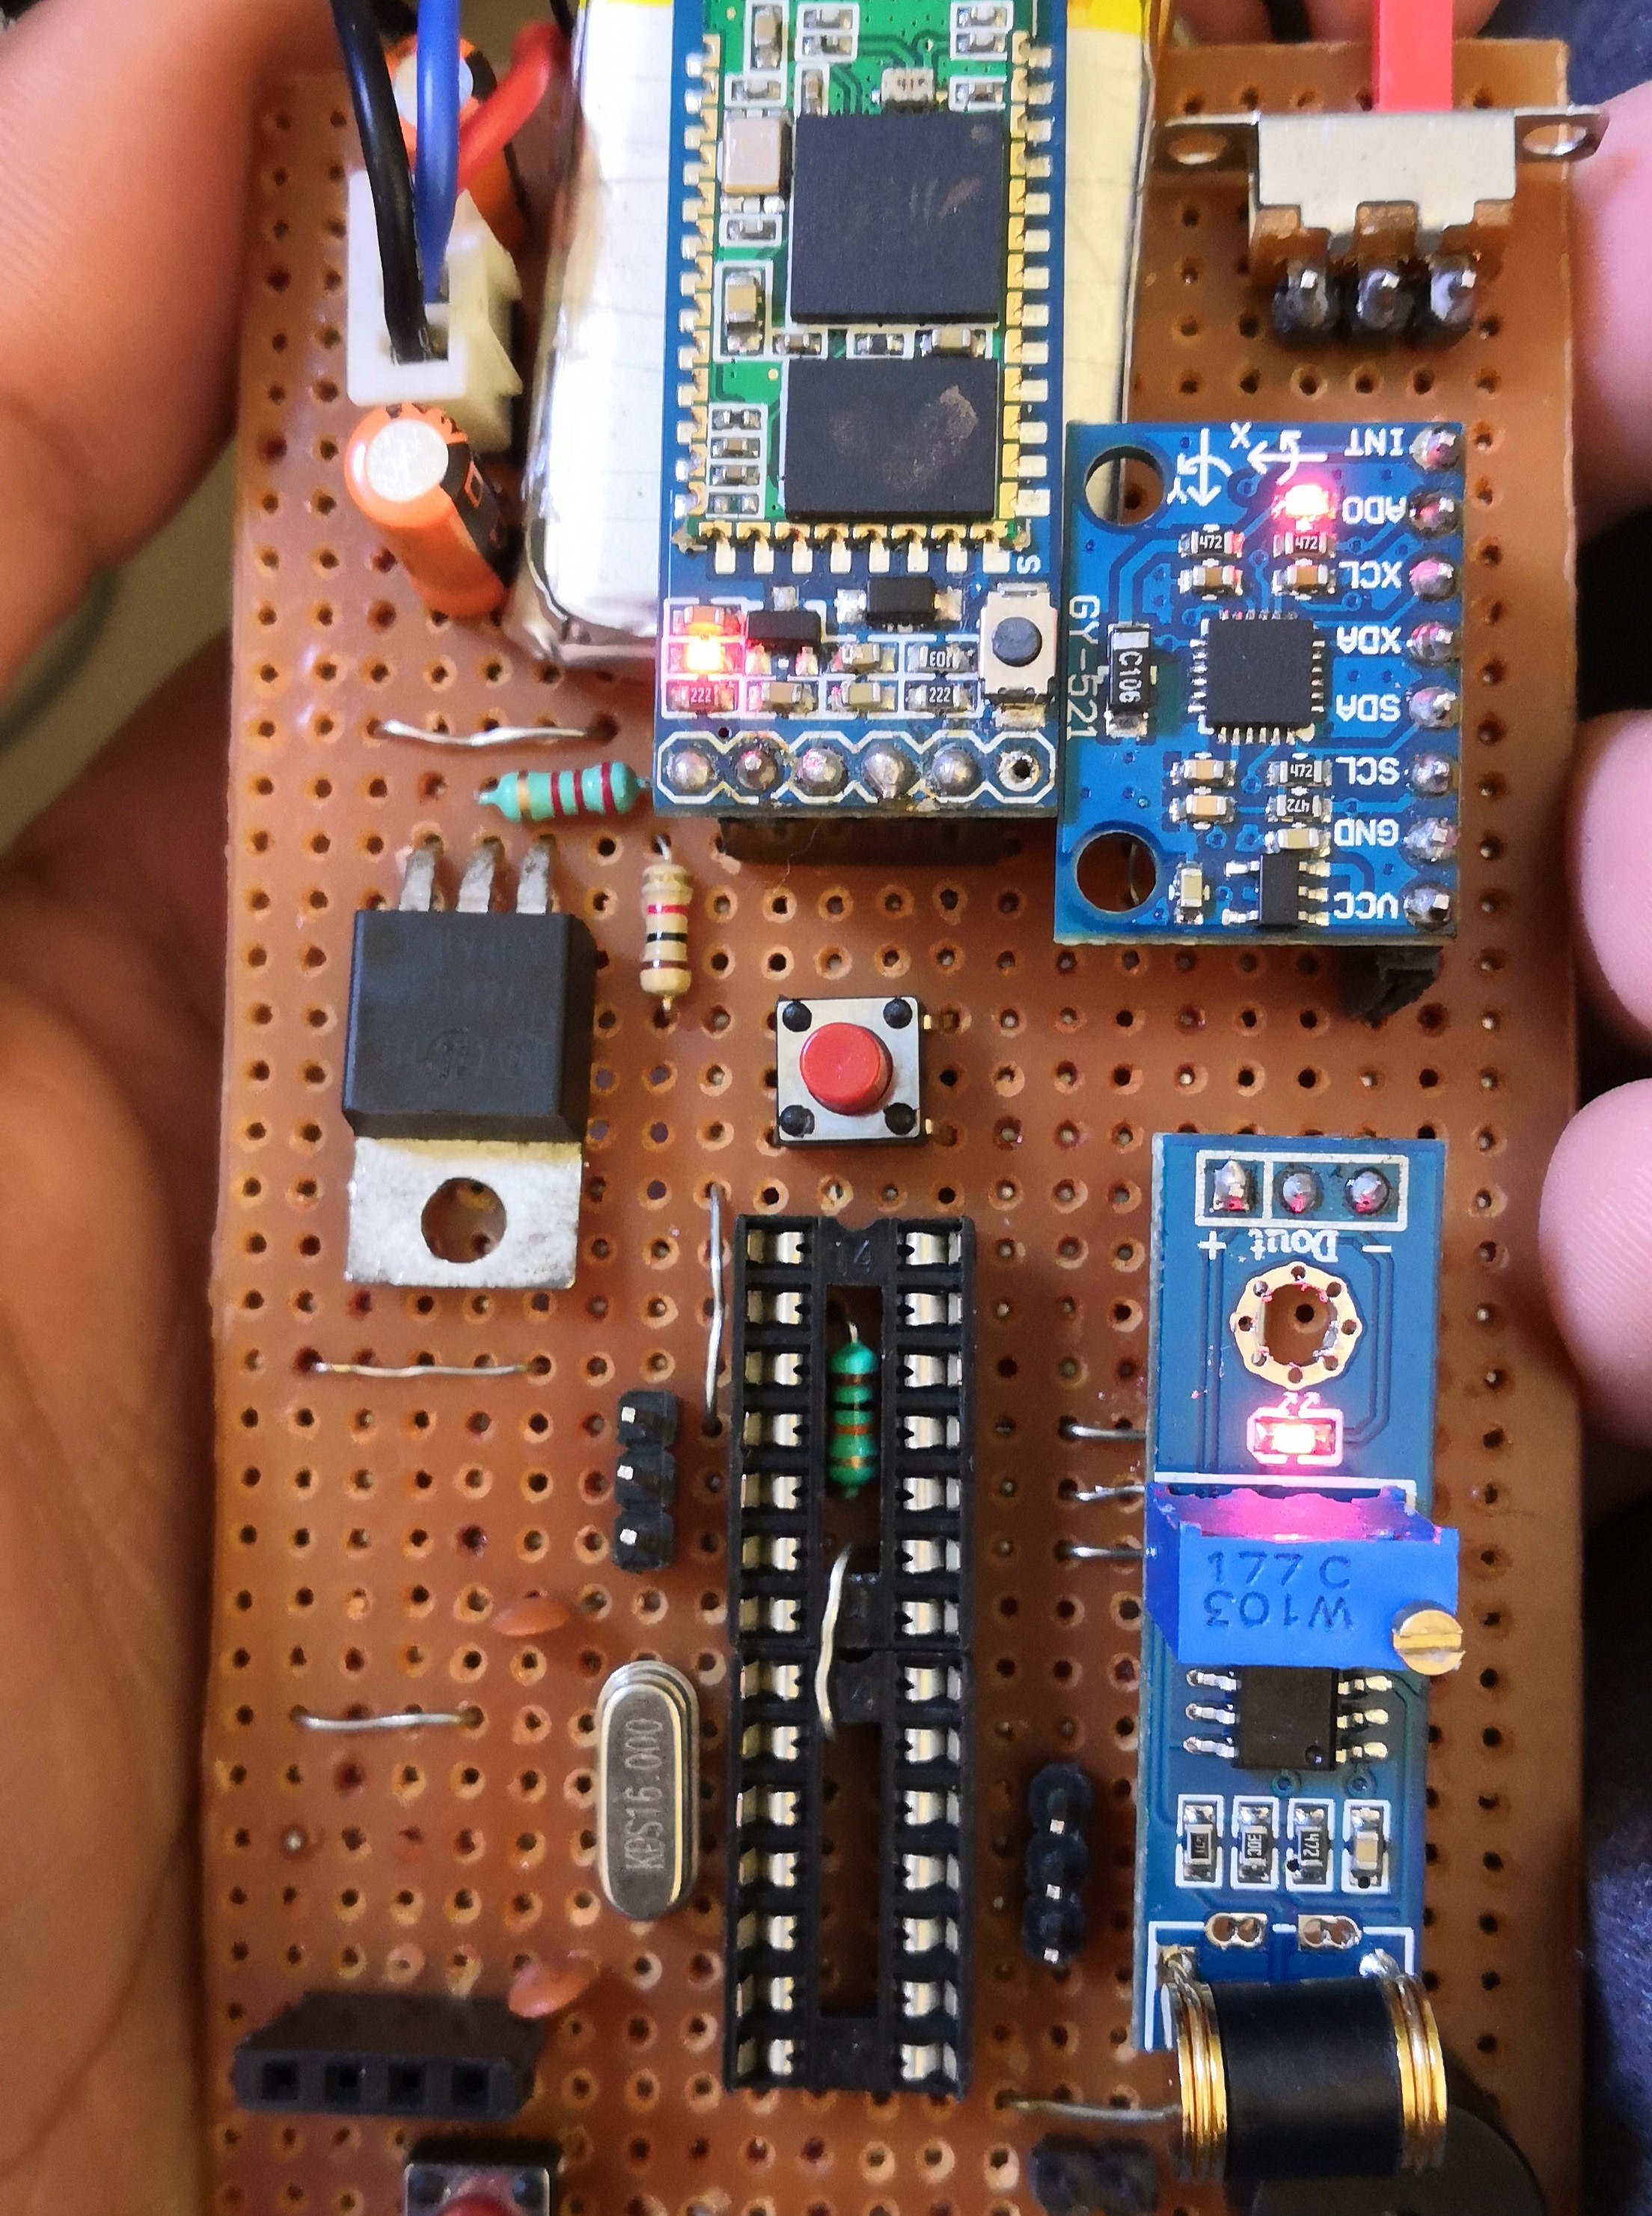 S
X
Y
INT
ADO
XCL
XDA
SDA
SCL
GND
VCC
472
472
GY-521
C106
472
472
222
222
+ Dout -
177C
W103
KDS16.000
472